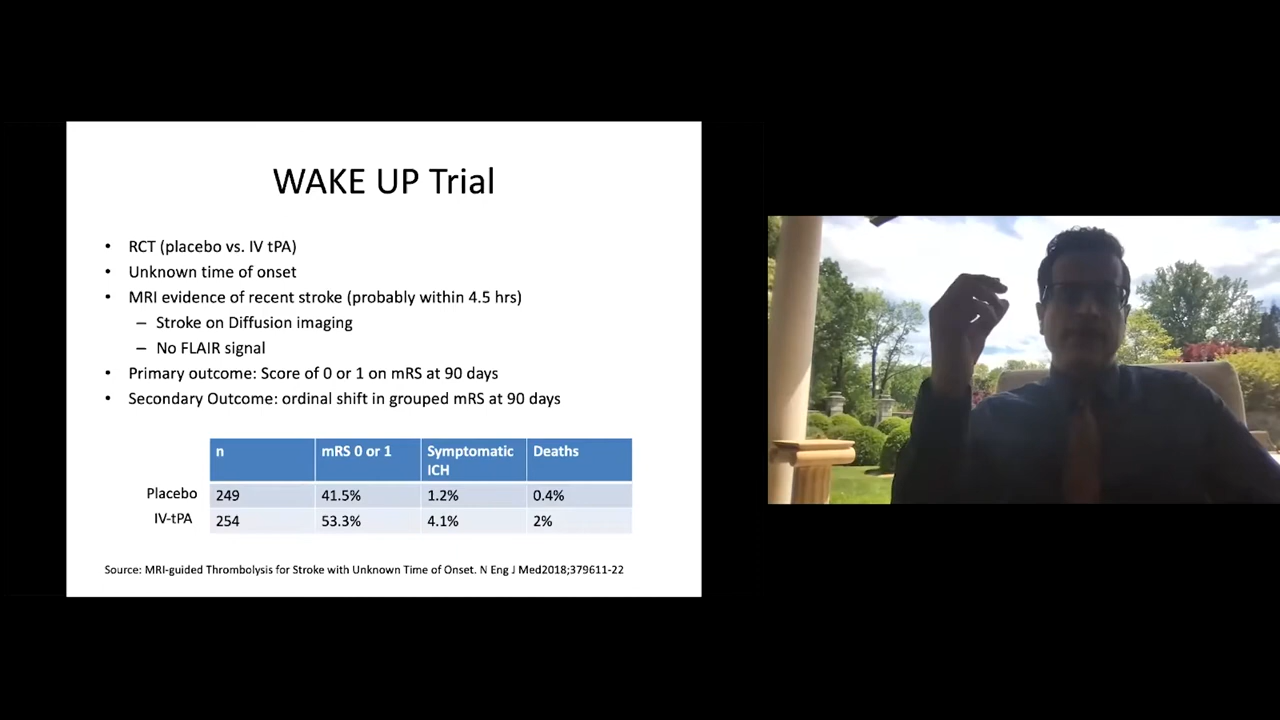 WAKE UP Trial
• RCT (placebo vs. IV tPA)
• Unknown time of onset
• MRI evidence of recent stroke (probably within 4.5 hrs)
– Stroke on Diffusion imaging
– No FLAIR signal
• Primary outcome: Score of 0 or 1 on mRS at 90 days
• Secondary Outcome: ordinal shift in grouped mRS at 90 days
n mRS 0 or 1 Symptomatic ICH Deaths
Placebo 249 41.5% 1.2% 0.4%
IV-tPA 254 53.3% 4.1% 2%
Source: MRI-guided Thrombolysis for Stroke with Unknown Time of Onset. N Eng J Med2018;379611-22